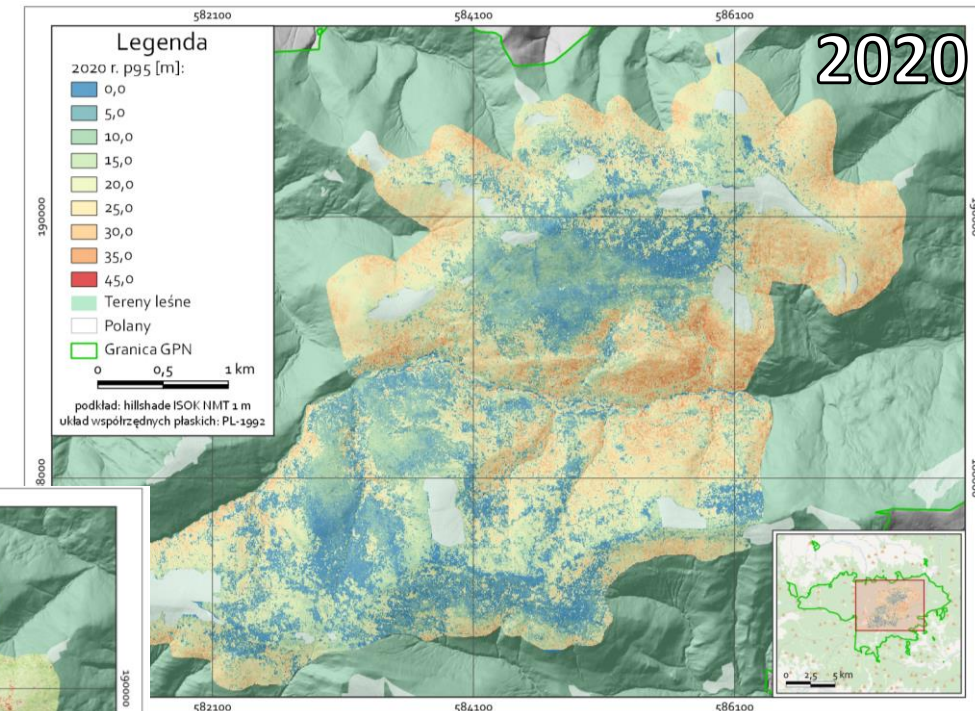 582100 584100 586100
2020
Legenda
2020 r. p95 [m]:
0,0
5,0
10,0
15,0
20,0
25,0
30,0
35,0
45,0
Tereny leśne
Polany
Granica GPN
0 0,5 1 km
podkład: hillshade ISOK NMT 1 m
układ współrzędnych płaskich: PL-1992
190000
190000
0 2,5 5 km
582100 584100 586100